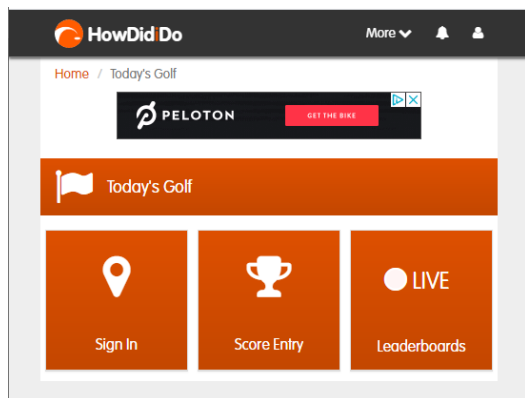 HowDidiDo
More
Home / Today's Golf
PELOTON
GET THE BIKE
Today's Golf
Sign In
Score Entry
LIVE
Leaderboards